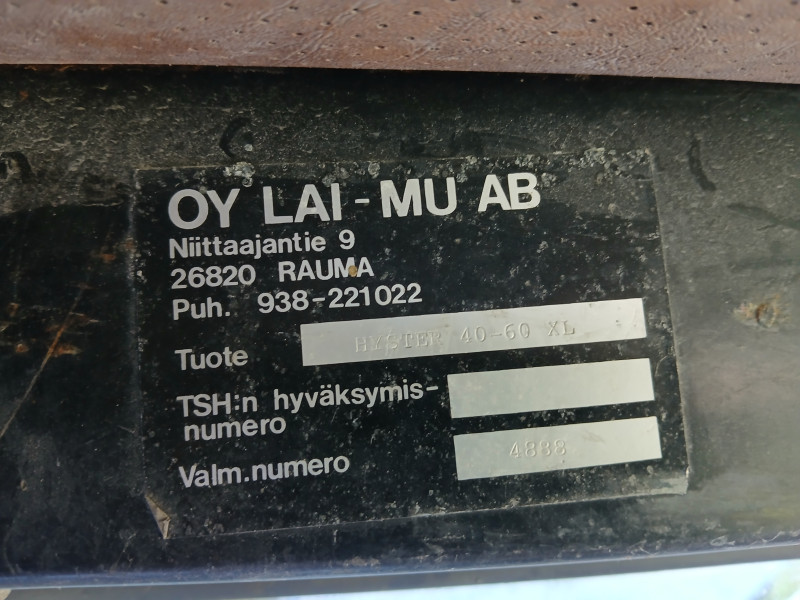 OY LAI-MU AB
Niittaajantie 9
26820 RAUMA
Puh. 938-221022
Tuote HYSTER 40-60 XL
TSH:n hyväksymis-
numero
Valm.numero 4888